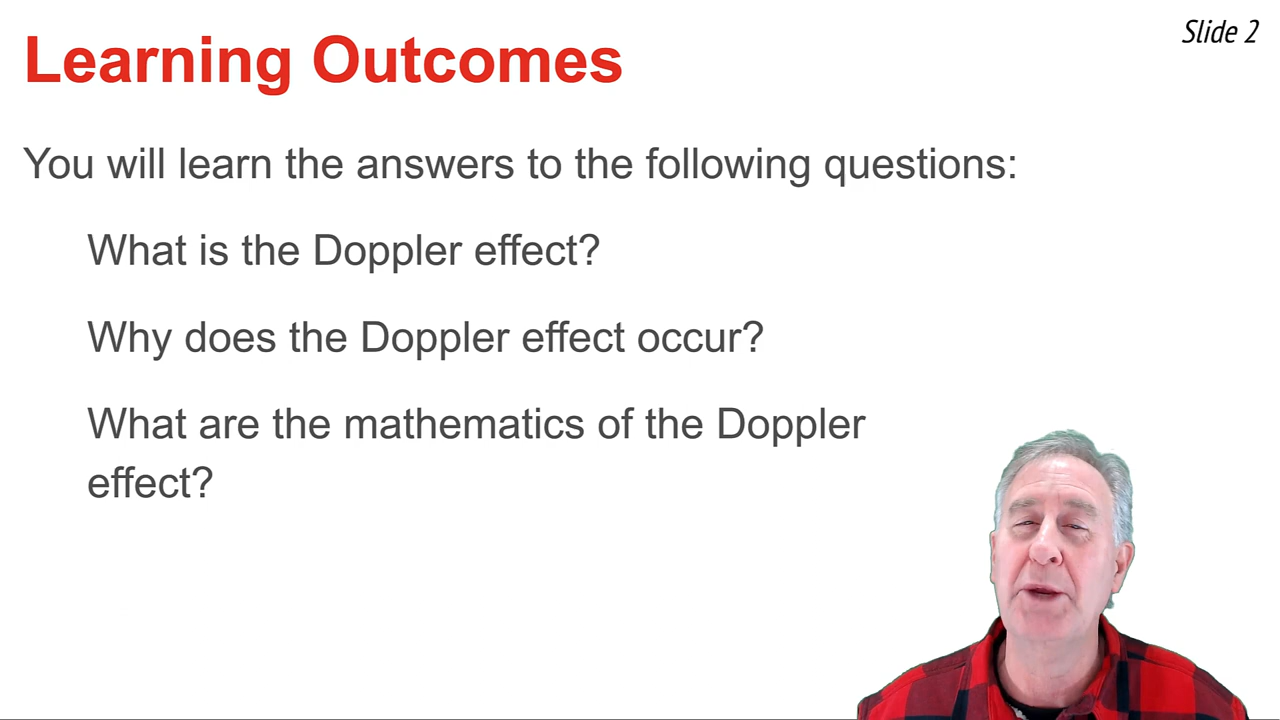 Slide 2
Learning Outcomes
You will learn the answers to the following questions:
What is the Doppler effect?
Why does the Doppler effect occur?
What are the mathematics of the Doppler
effect?